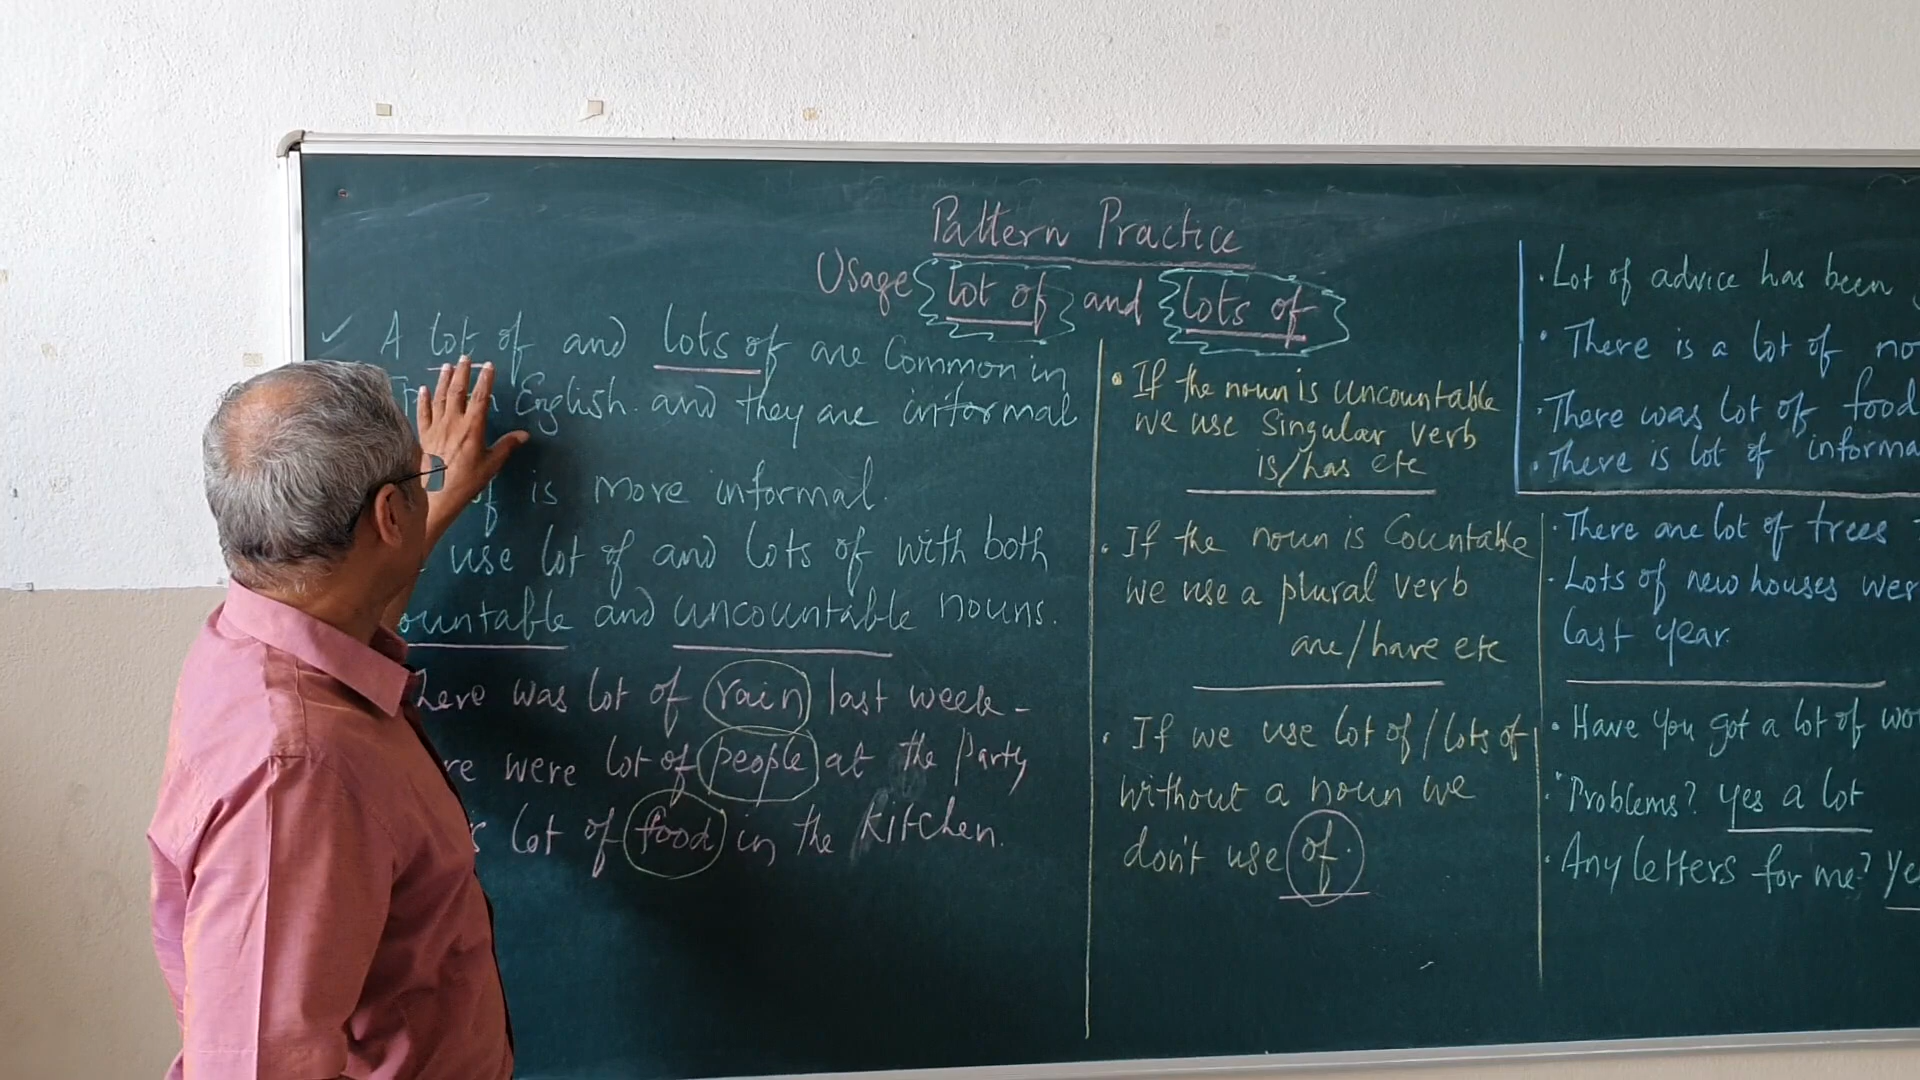 Pattern Practice
Usage lot of and lots of
✓ A lot of and lots of are Common in
English. and they are informal
of is more informal.
use lot of and lots of with both
ountable and uncountable nouns.
here was lot of rain last week-
re were lot of people at the party
s lot of food in the kitchen.
• If the noun is uncountable
we use Singular verb
is/has etc
• If the noun is Countable
we use a plural verb
are/have etc
• If we use lot of/lots of
without a noun we
don't use of.
• Lot of advice has been
• There is a lot of no
• There was lot of food
• There is lot of informa
• There are lot of trees
• Lots of new houses wer
last year.
• Have you got a lot of wo
• Problems? yes a lot
• Any letters for me? Ye